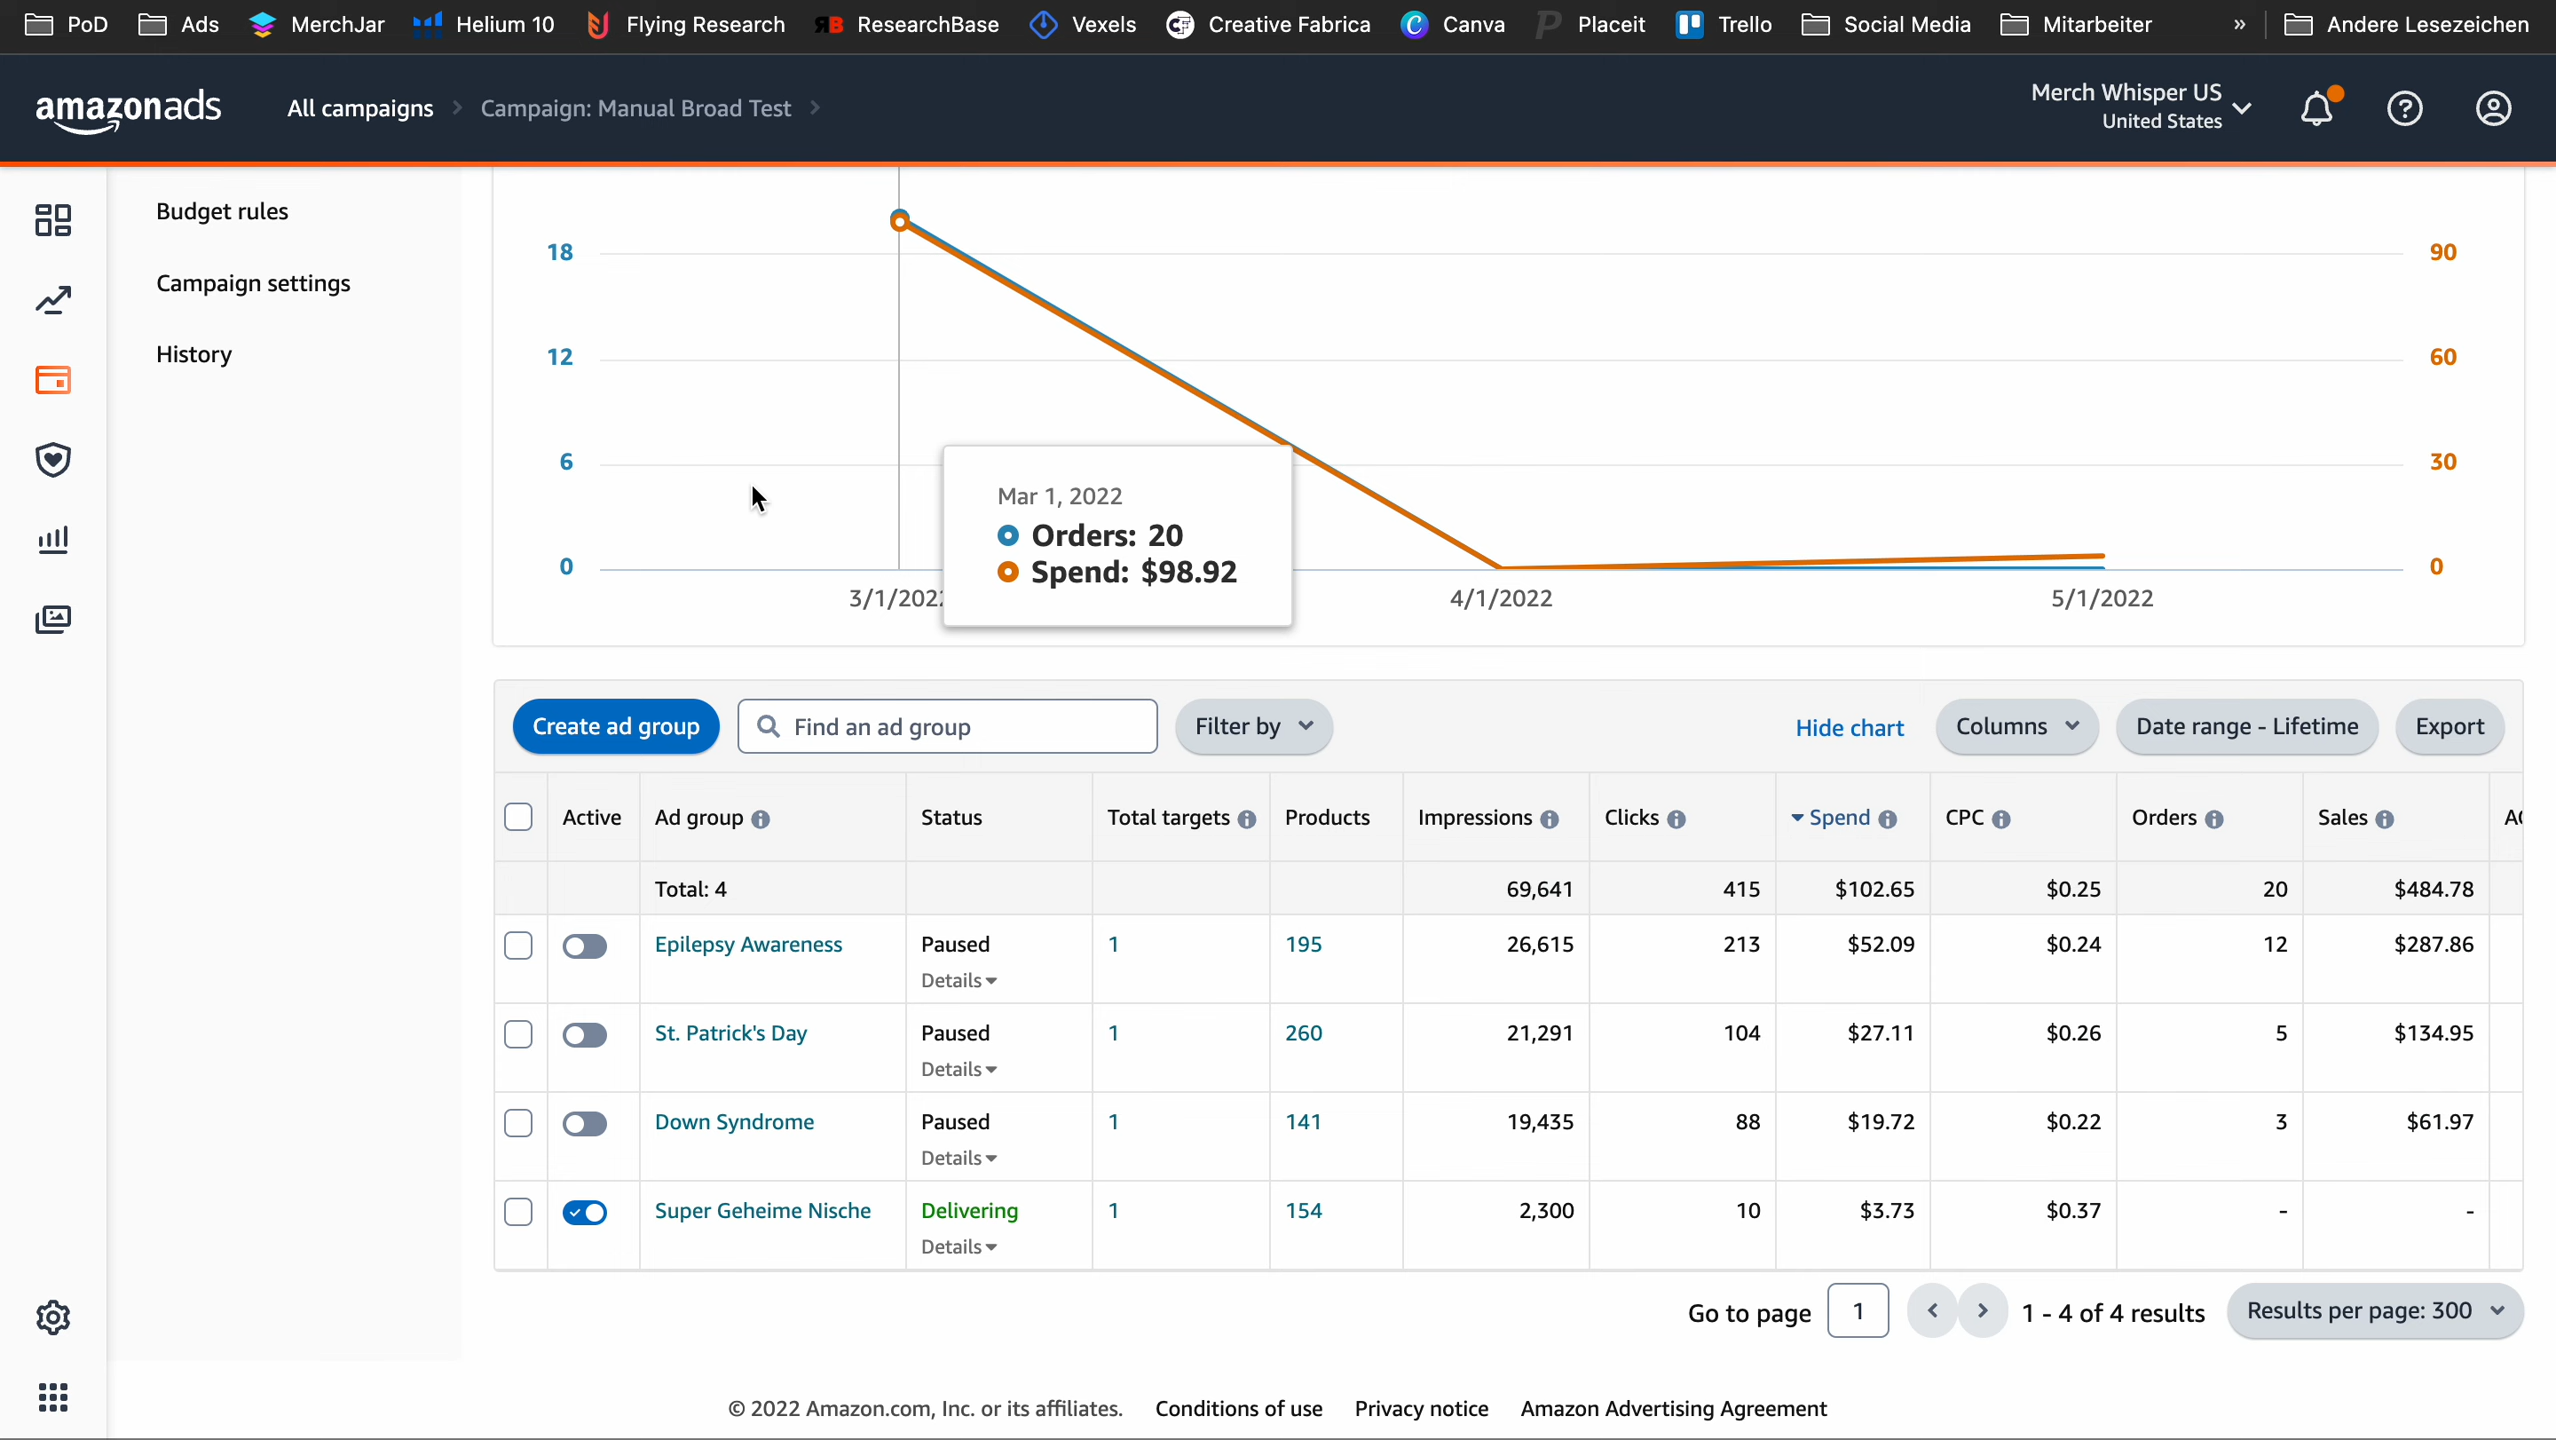 PoD Ads MerchJar Helium 10 Flying Research ResearchBase Vexels Creative Fabrica Canva Placeit Trello Social Media Mitarbeiter » Andere Lesezeichen
amazonads All campaigns Campaign: Manual Broad Test
Merch Whisper US
United States
Budget rules
Campaign settings
History
18 90
12 60
6 30
0 0
Mar 1, 2022
Orders: 20
Spend: $98.92
3/1/202 4/1/2022 5/1/2022
Create ad group Find an ad group Filter by Hide chart Columns Date range - Lifetime Export
Active Ad group Status Total targets Products Impressions Clicks Spend CPC Orders Sales
Total: 4 69,641 415 $102.65 $0.25 20 $484.78
Epilepsy Awareness Paused 1 195 26,615 213 $52.09 $0.24 12 $287.86
Details
St. Patrick's Day Paused 1 260 21,291 104 $27.11 $0.26 5 $134.95
Details
Down Syndrome Paused 1 141 19,435 88 $19.72 $0.22 3 $61.97
Details
Super Geheime Nische Delivering 1 154 2,300 10 $3.73 $0.37 - -
Details
Go to page 1 1 - 4 of 4 results Results per page: 300
© 2022 Amazon.com, Inc. or its affiliates. Conditions of use Privacy notice Amazon Advertising Agreement